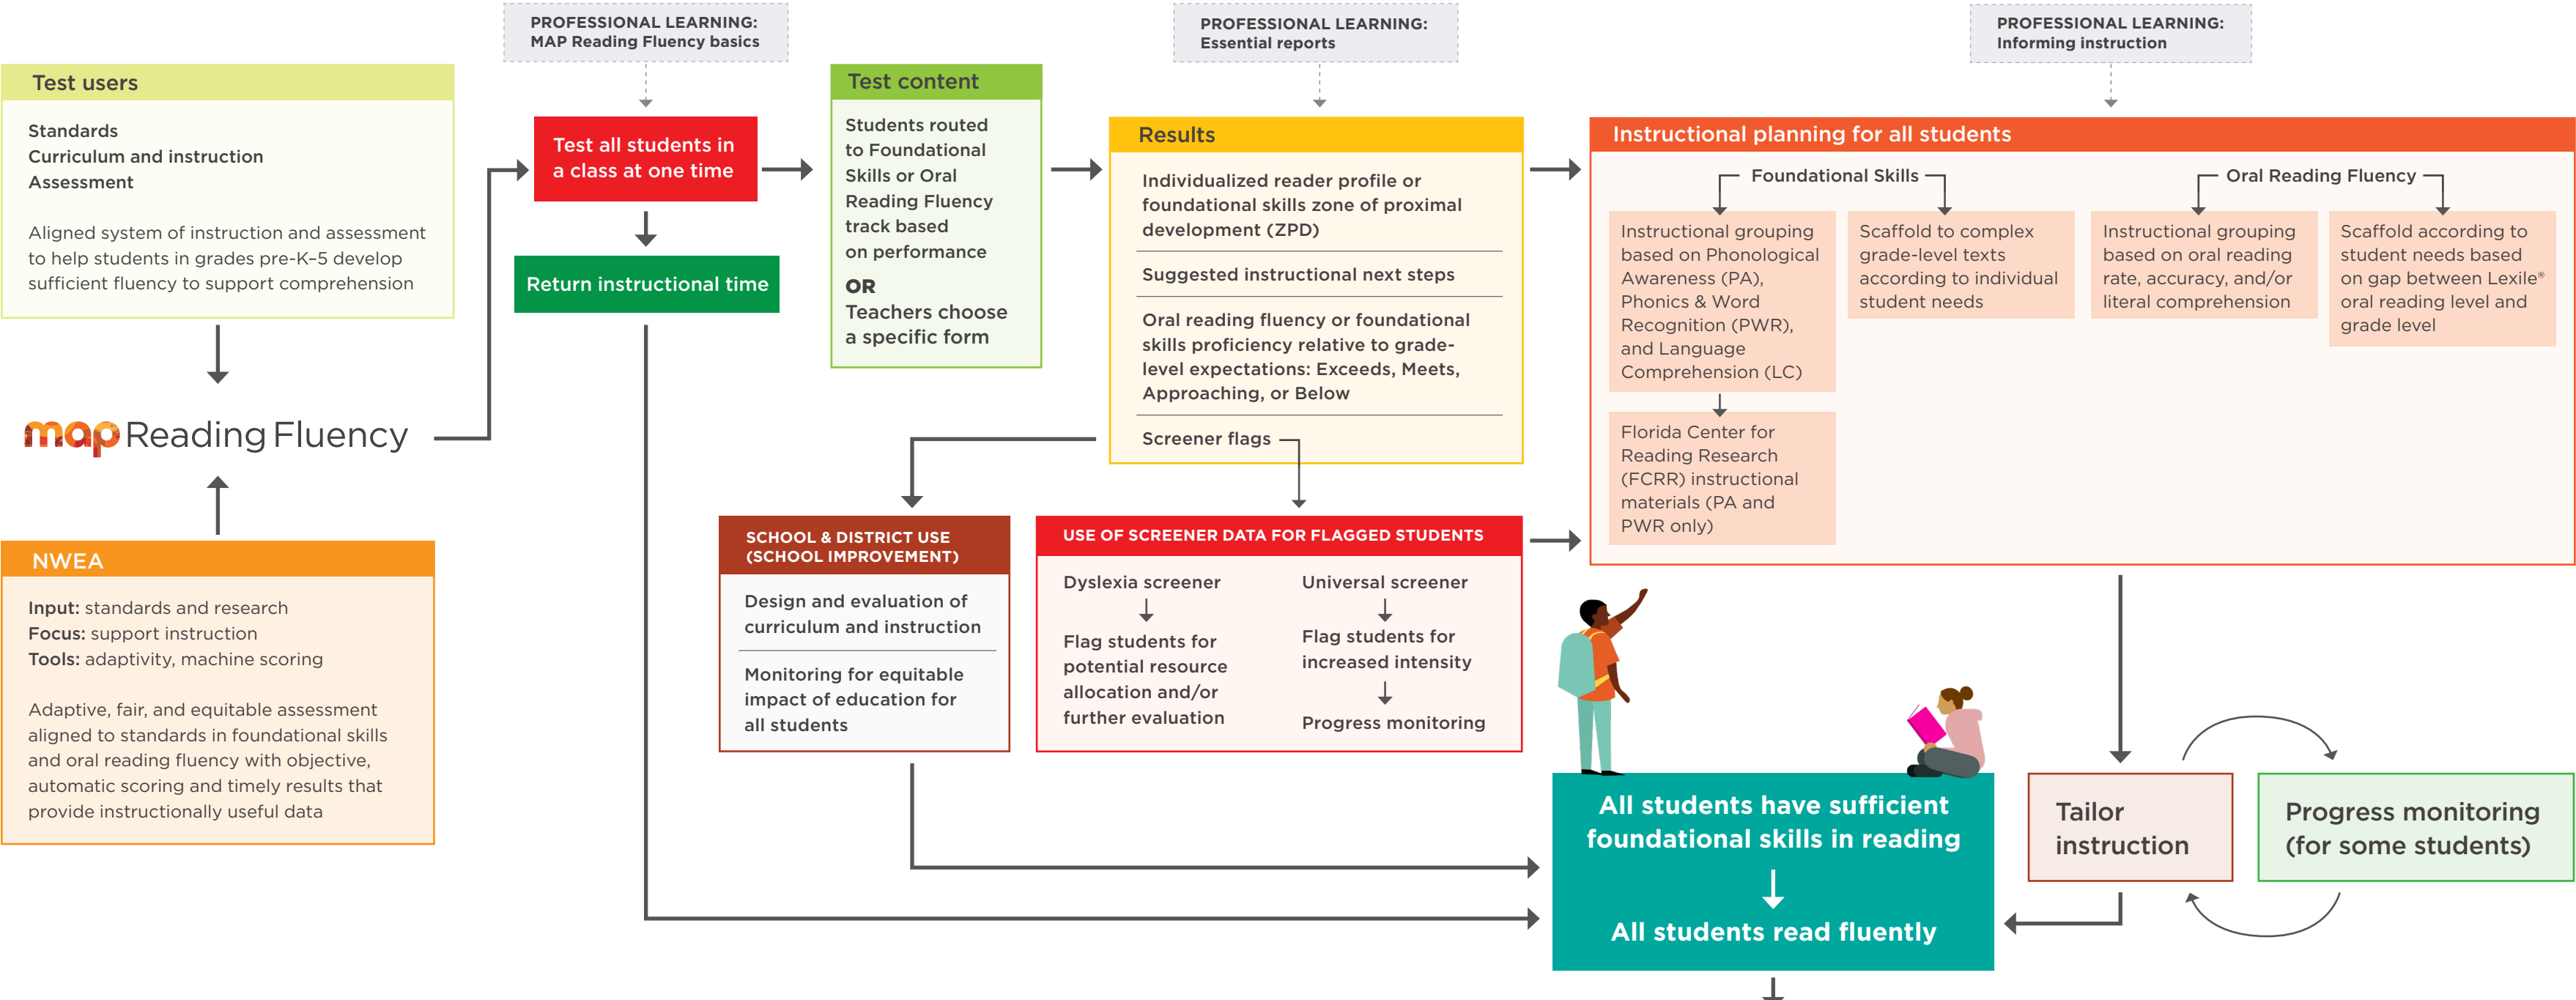 PROFESSIONAL LEARNING:
MAP Reading Fluency basics
PROFESSIONAL LEARNING:
Essential reports
PROFESSIONAL LEARNING:
Informing instruction
Test users
Standards
Curriculum and instruction
Assessment
Aligned system of instruction and assessment
to help students in grades pre-K–5 develop
sufficient fluency to support comprehension
map Reading Fluency
NWEA
Input: standards and research
Focus: support instruction
Tools: adaptivity, machine scoring
Adaptive, fair, and equitable assessment
aligned to standards in foundational skills
and oral reading fluency with objective,
automatic scoring and timely results that
provide instructionally useful data
Test all students in
a class at one time
Return instructional time
Test content
Students routed
to Foundational
Skills or Oral
Reading Fluency
track based
on performance
OR
Teachers choose
a specific form
Results
Individualized reader profile or
foundational skills zone of proximal
development (ZPD)
Suggested instructional next steps
Oral reading fluency or foundational
skills proficiency relative to grade-
level expectations: Exceeds, Meets,
Approaching, or Below
Screener flags
SCHOOL & DISTRICT USE
(SCHOOL IMPROVEMENT)
Design and evaluation of
curriculum and instruction
Monitoring for equitable
impact of education for
all students
USE OF SCREENER DATA FOR FLAGGED STUDENTS
Dyslexia screener
Flag students for
potential resource
allocation and/or
further evaluation
Universal screener
Flag students for
increased intensity
Progress monitoring
Instructional planning for all students
Foundational Skills
Instructional grouping
based on Phonological
Awareness (PA),
Phonics & Word
Recognition (PWR),
and Language
Comprehension (LC)
Florida Center for
Reading Research
(FCRR) instructional
materials (PA and
PWR only)
Scaffold to complex
grade-level texts
according to individual
student needs
Oral Reading Fluency
Instructional grouping
based on oral reading
rate, accuracy, and/or
literal comprehension
Scaffold according to
student needs based
on gap between Lexile®
oral reading level and
grade level
All students have sufficient
foundational skills in reading
All students read fluently
Tailor
instruction
Progress monitoring
(for some students)